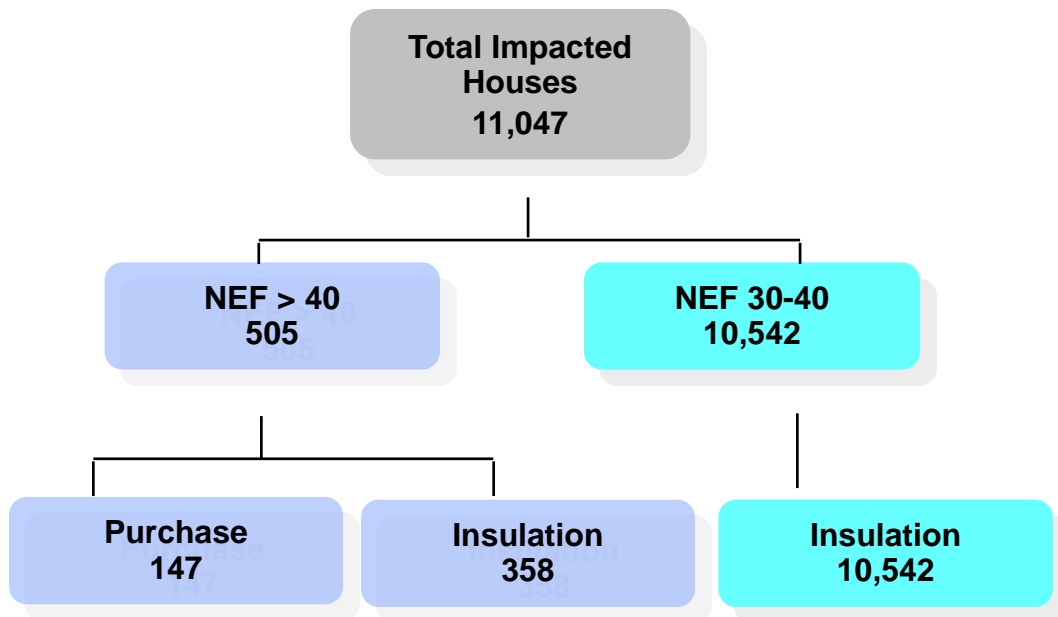 Total Impacted
Houses
11,047
NEF > 40
505
NEF 30-40
10,542
Purchase
147
Insulation
358
Insulation
10,542